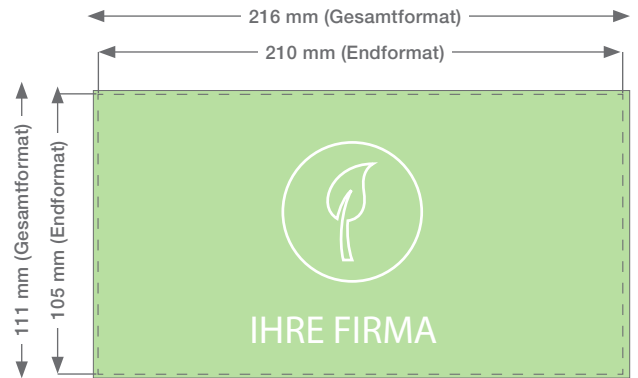 216 mm (Gesamtformat)
210 mm (Endformat)
111 mm (Gesamtformat)
105 mm (Endformat)
IHRE FIRMA